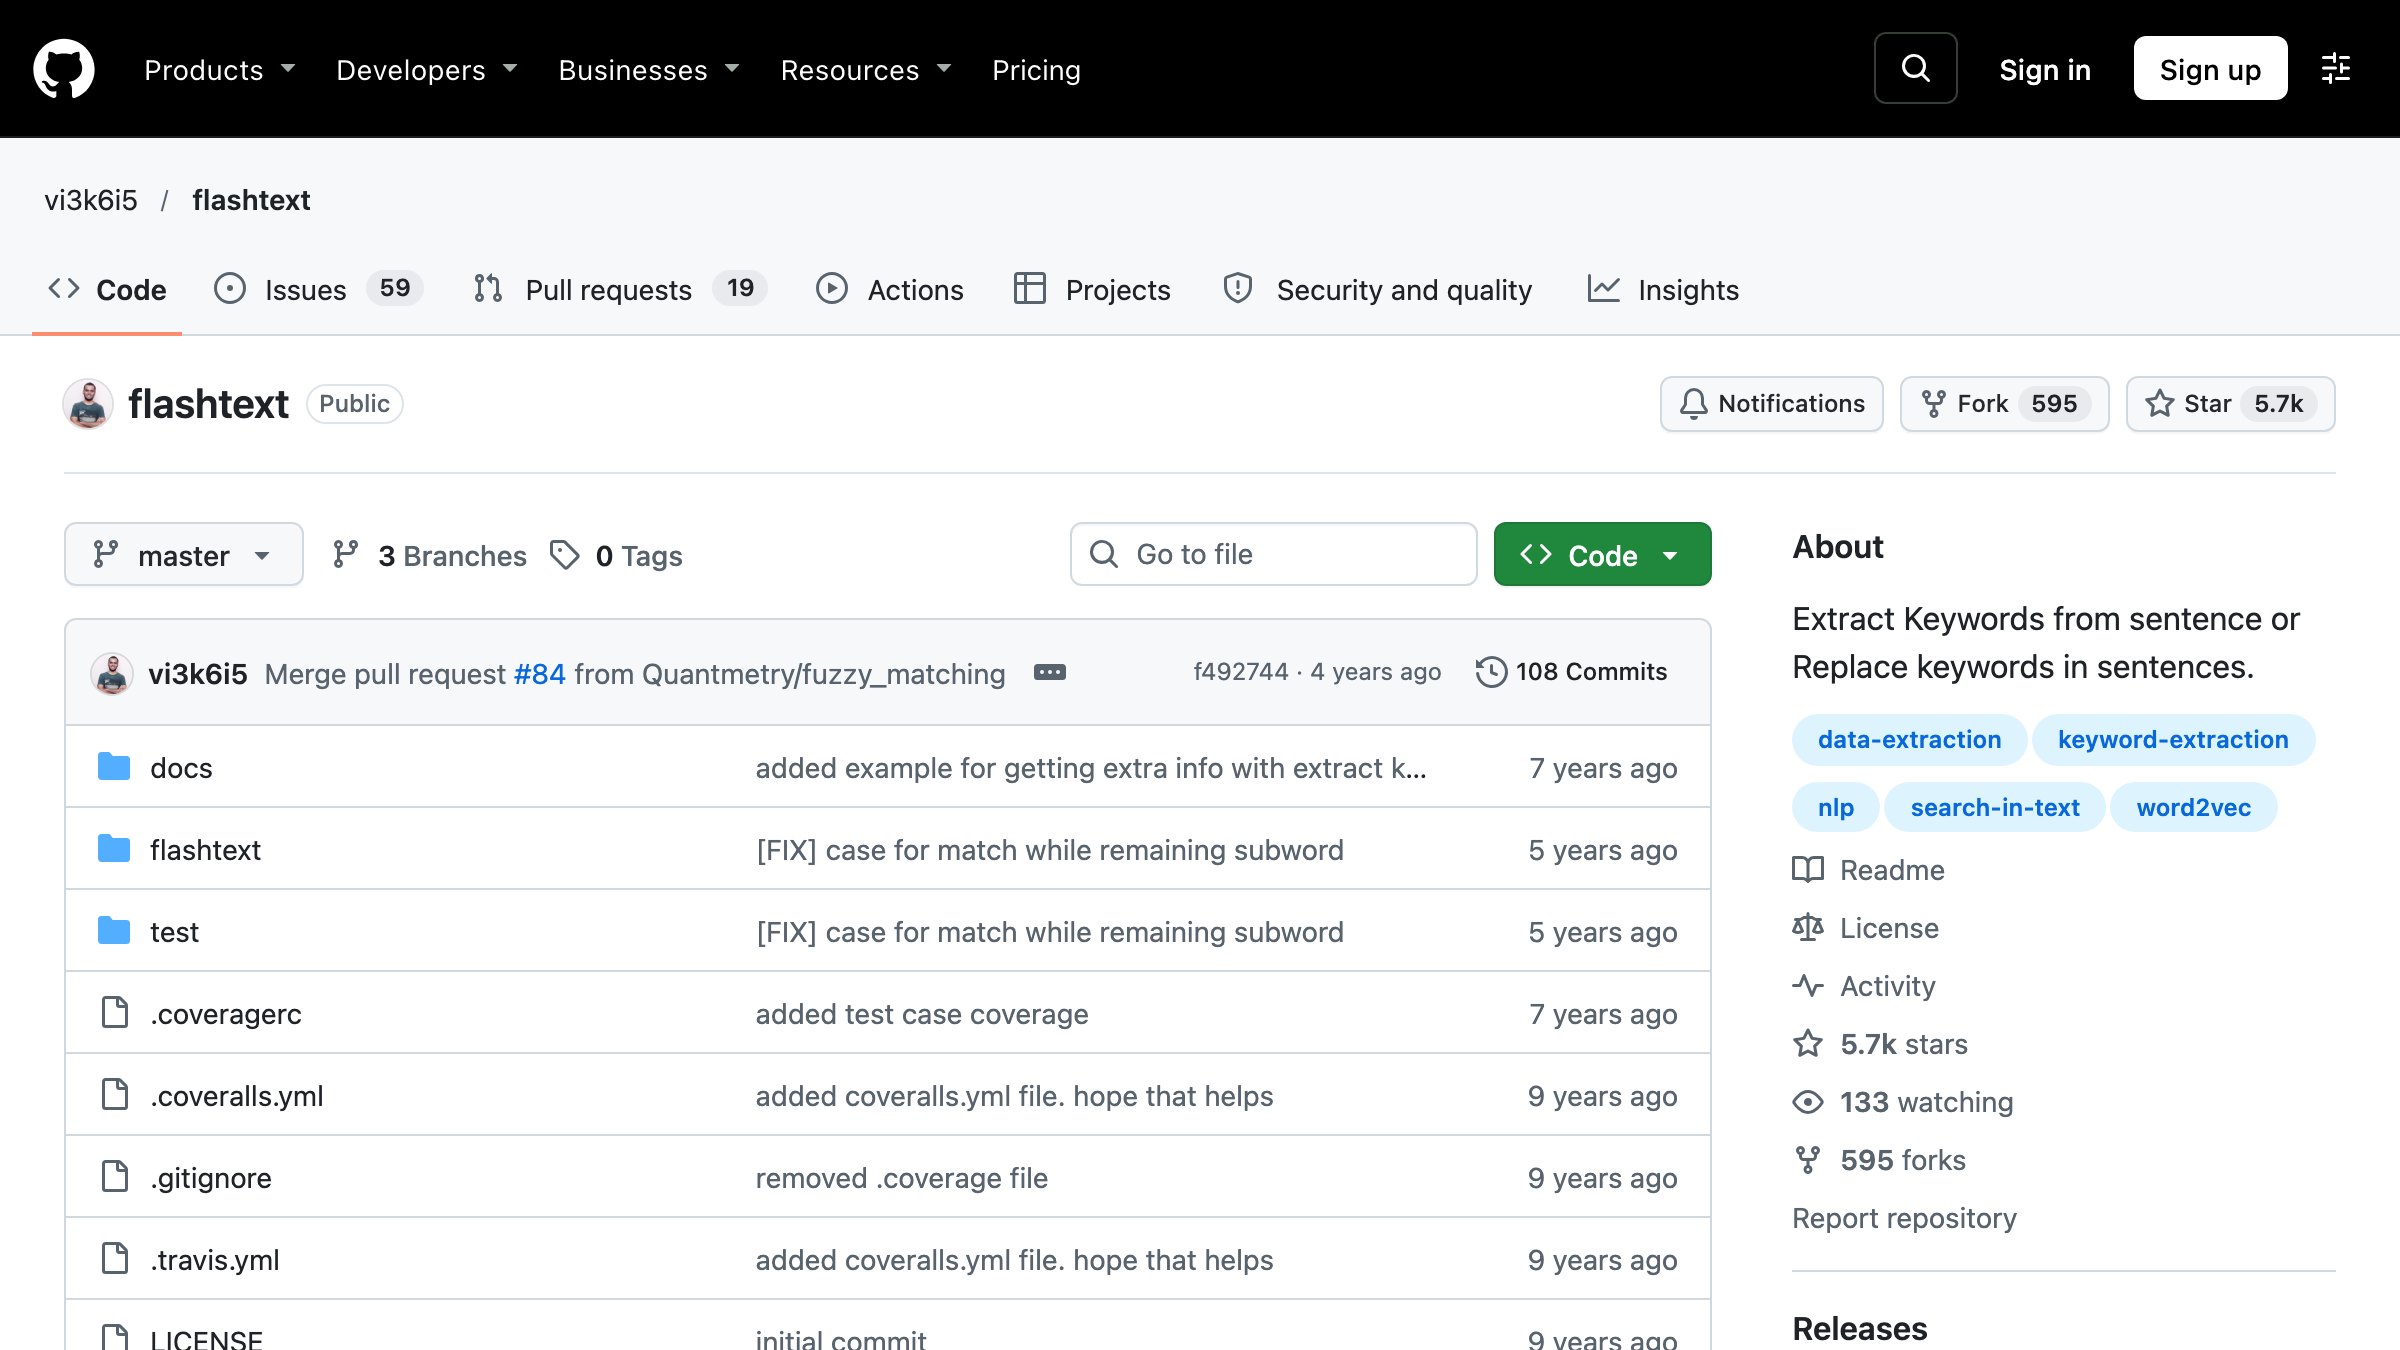 Products Developers Businesses Resources Pricing Sign in Sign up
vi3k6i5 / flashtext
Code Issues 59 Pull requests 19 Actions Projects Security and quality Insights
flashtext Public Notifications Fork 595 Star 5.7k
master 3 Branches 0 Tags Go to file Code
vi3k6i5 Merge pull request #84 from Quantmetry/fuzzy_matching f492744 · 4 years ago 108 Commits
docs added example for getting extra info with extract k... 7 years ago
flashtext [FIX] case for match while remaining subword 5 years ago
test [FIX] case for match while remaining subword 5 years ago
.coveragerc added test case coverage 7 years ago
.coveralls.yml added coveralls.yml file. hope that helps 9 years ago
.gitignore removed .coverage file 9 years ago
.travis.yml added coveralls.yml file. hope that helps 9 years ago
LICENSE initial commit 9 years ago
About
Extract Keywords from sentence or
Replace keywords in sentences.
data-extraction keyword-extraction
nlp search-in-text word2vec
Readme
License
Activity
5.7k stars
133 watching
595 forks
Report repository
Releases